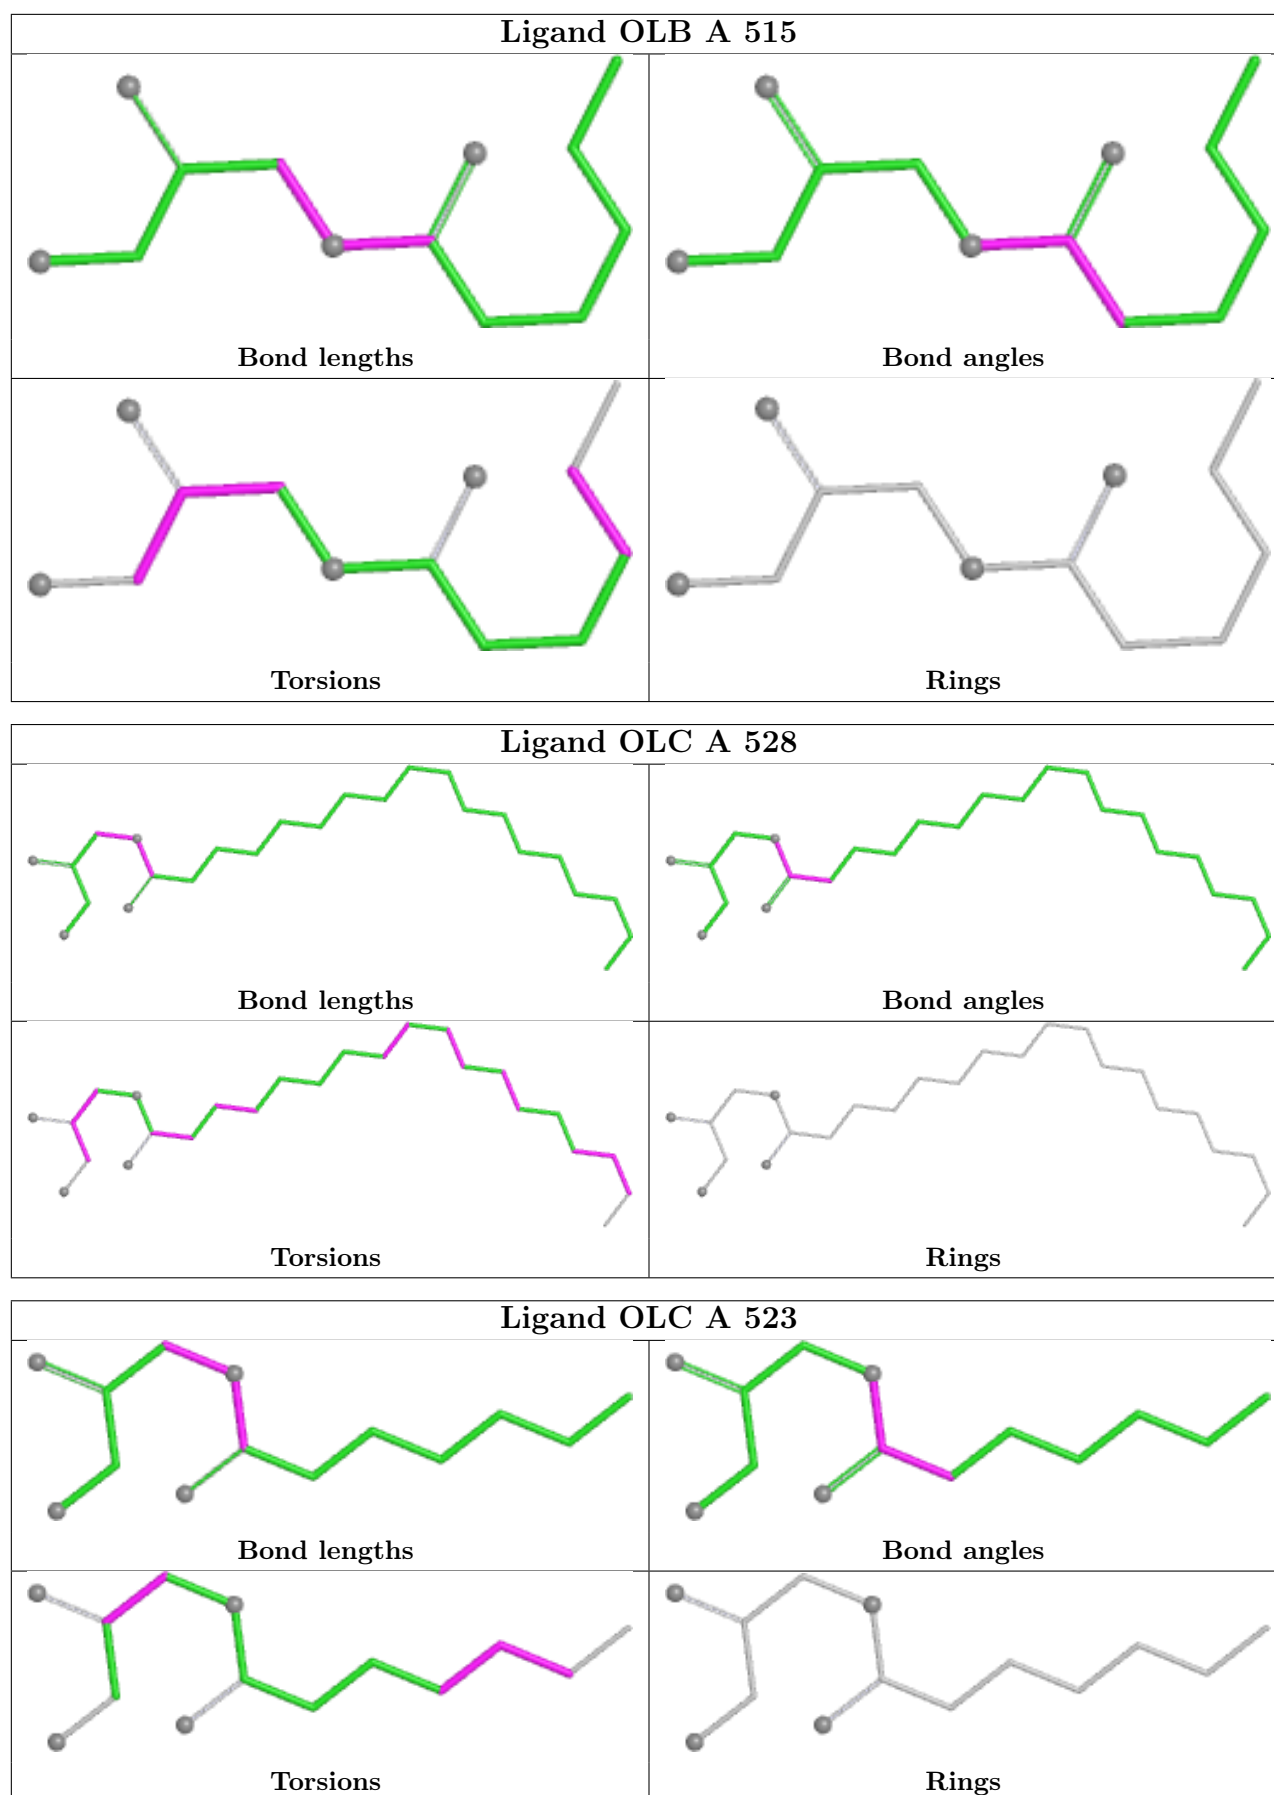 Ligand OLB A 515
Bond lengths
Bond angles
Torsions
Rings
Ligand OLC A 528
Bond lengths
Bond angles
Torsions
Rings
Ligand OLC A 523
Bond lengths
Bond angles
Torsions
Rings